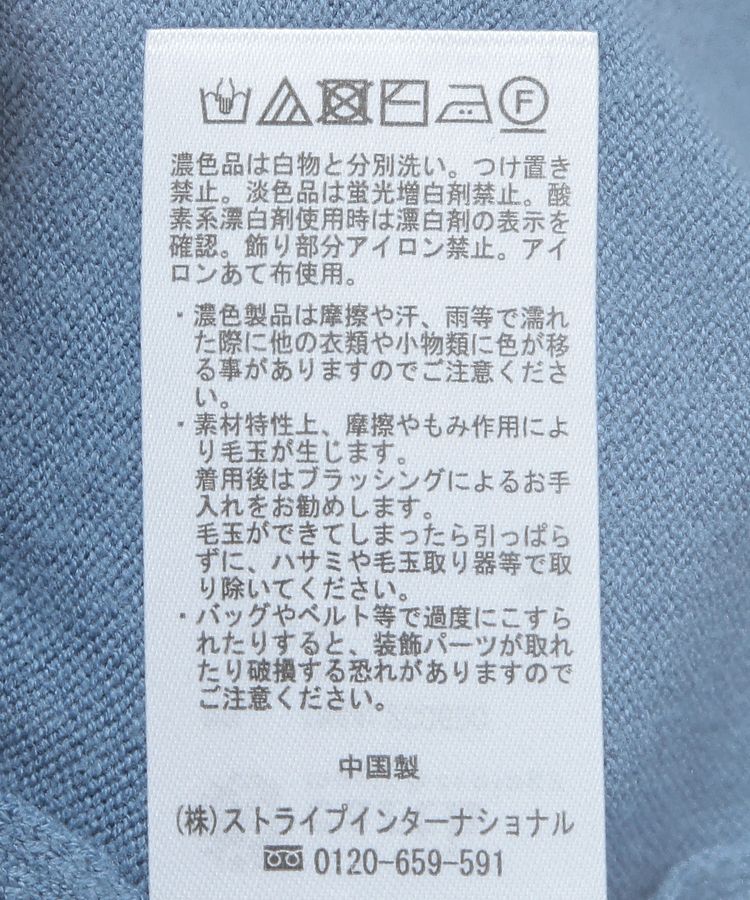 F
濃色品は白物と分別洗い。つけ置き
禁止。淡色品は蛍光増白剤禁止。酸
素系漂白剤使用時は漂白剤の表示を
確認。飾り部分アイロン禁止。アイ
ロンあて布使用。
・濃色製品は摩擦や汗、雨等で濡れ
た際に他の衣類や小物類に色が移
る事がありますのでご注意くださ
い。
・素材特性上、摩擦やもみ作用によ
り毛玉が生じます。
着用後はブラッシングによるお手
入れをお勧めします。
毛玉ができてしまったら引っぱら
ずに、ハサミや毛玉取り器等で取
り除いてください。
・バッグやベルト等で過度にこすら
れたりすると、装飾パーツが取れ
たり破損する恐れがありますので
ご注意ください。
中国製
(株)ストライプインターナショナル
0120-659-591